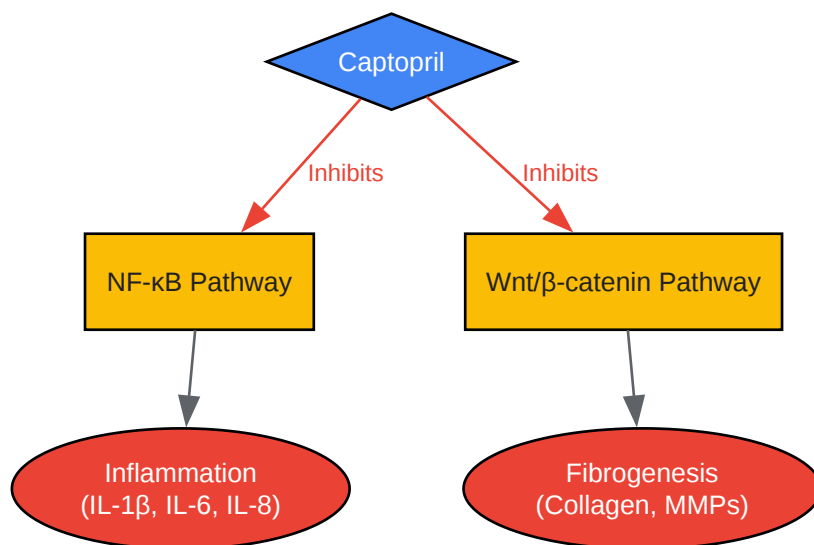 Captopril
Inhibits
Inhibits
NF-κB Pathway
Wnt/β-catenin Pathway
Inflammation
(IL-1β, IL-6, IL-8)
Fibrogenesis
(Collagen, MMPs)